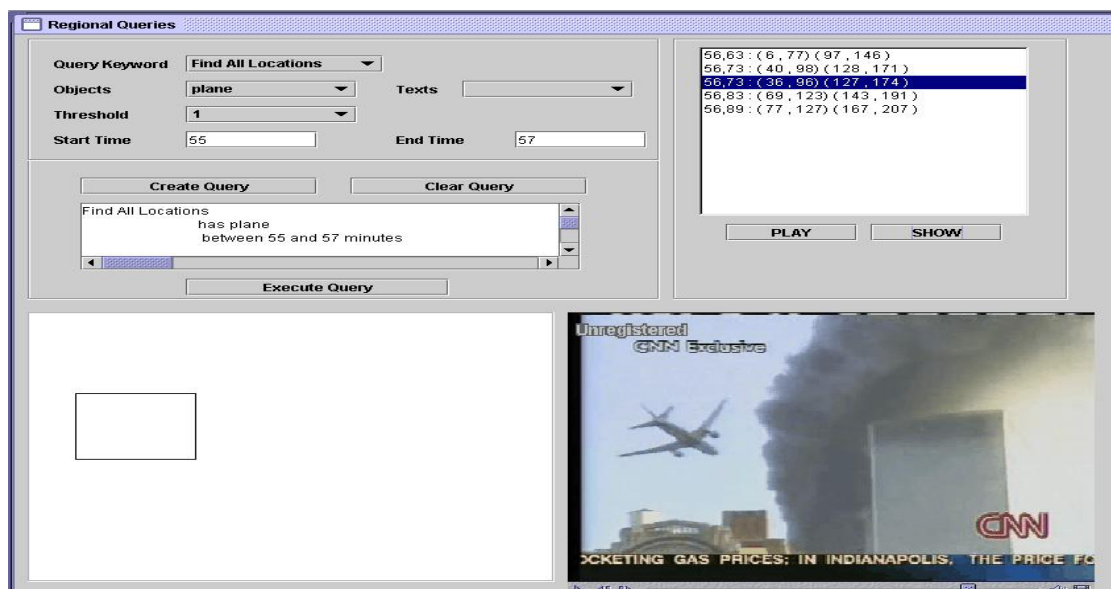 Regional Queries
Query Keyword Find All Locations
Objects plane Texts
Threshold 1
Start Time 55 End Time 57
Create Query Clear Query
Find All Locations
has plane
between 55 and 57 minutes
Execute Query
56,63 : ( 6 , 77 ) ( 97 , 146 )
56,73 : ( 40 , 98 ) ( 128 , 171 )
56,73 : ( 36 , 96 ) ( 127 , 174 )
56,83 : ( 69 , 123 ) ( 143 , 191 )
56,89 : ( 77 , 127 ) ( 167 , 207 )
PLAY SHOW
Unregistered
CNN Exclusive
CNN
OCKETING GAS PRICES; IN INDIANAPOLIS, THE PRICE FO